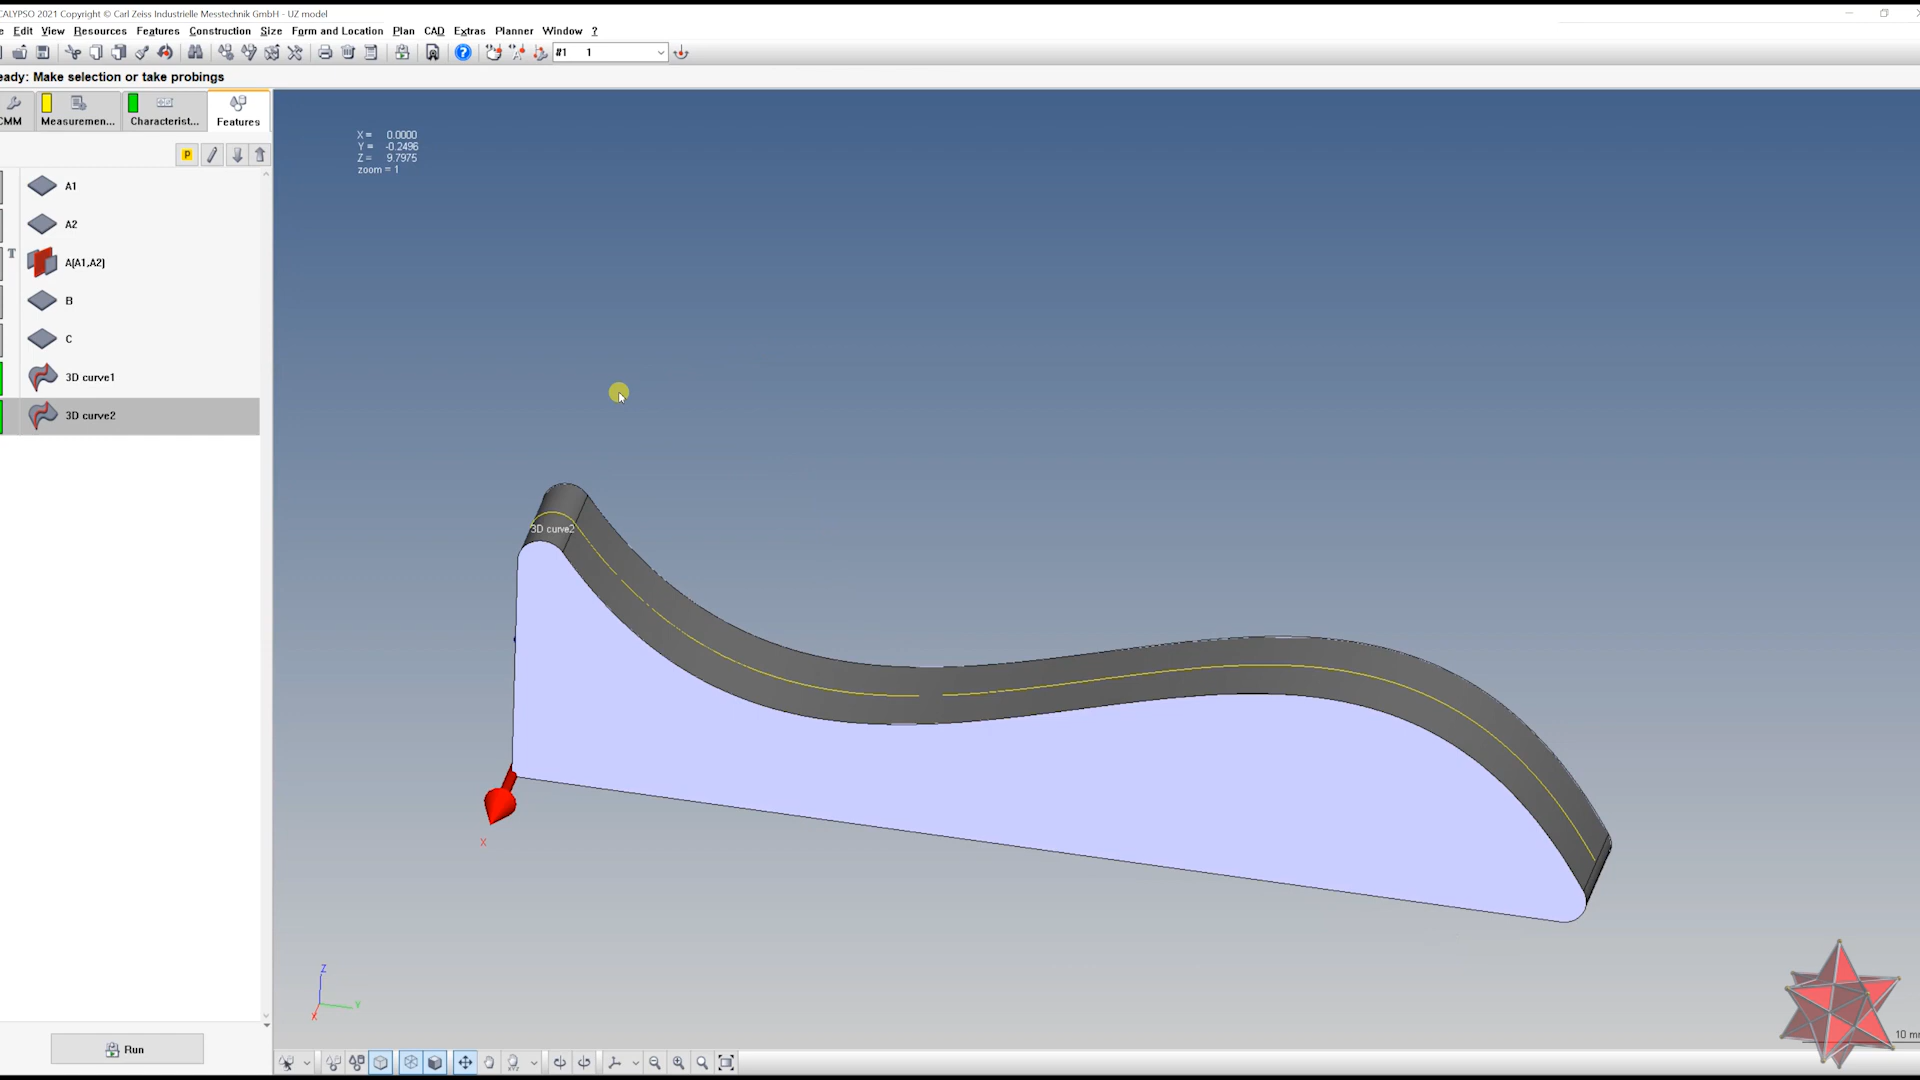 CALYPSO 2021 Copyright © Carl Zeiss Industrielle Messtechnik GmbH - UZ model
e Edit View Resources Features Construction Size Form and Location Plan CAD Extras Planner Window ?
#1 1
eady: Make selection or take probings
CMM Measuremen... Characterist... Features
P
X = 0.0000
Y = -0.2496
Z = 9.7975
zoom = 1
A1
A2
T A(A1,A2)
B
C
3D curve1
3D curve2
3D curve2
X
Z
Y
X
10 mm
Run